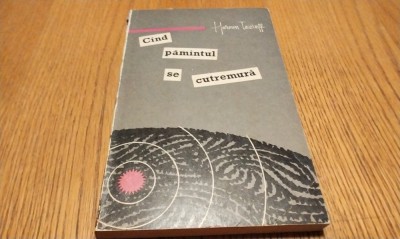 Haroun Tazieff
Cînd
pămîntul
se
cutremură